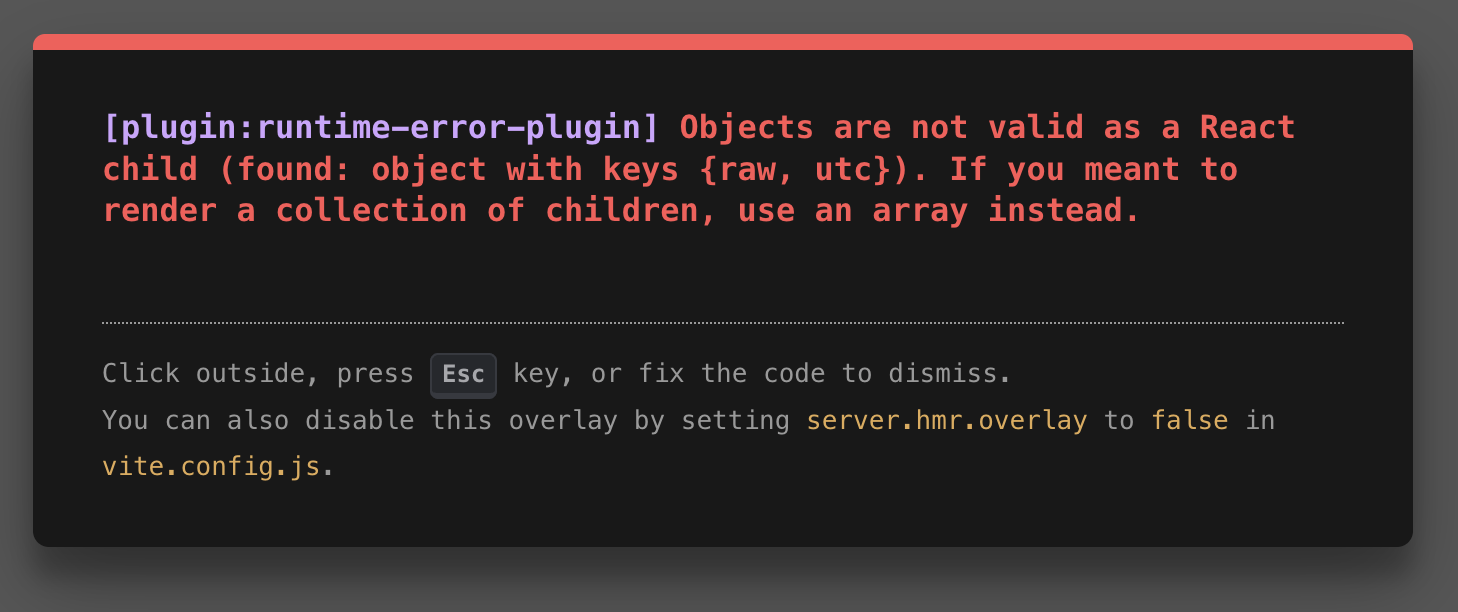 [plugin:runtime-error-plugin] Objects are not valid as a React
child (found: object with keys {raw, utc}). If you meant to
render a collection of children, use an array instead.
Click outside, press Esc key, or fix the code to dismiss.
You can also disable this overlay by setting server.hmr.overlay to false in
vite.config.js.